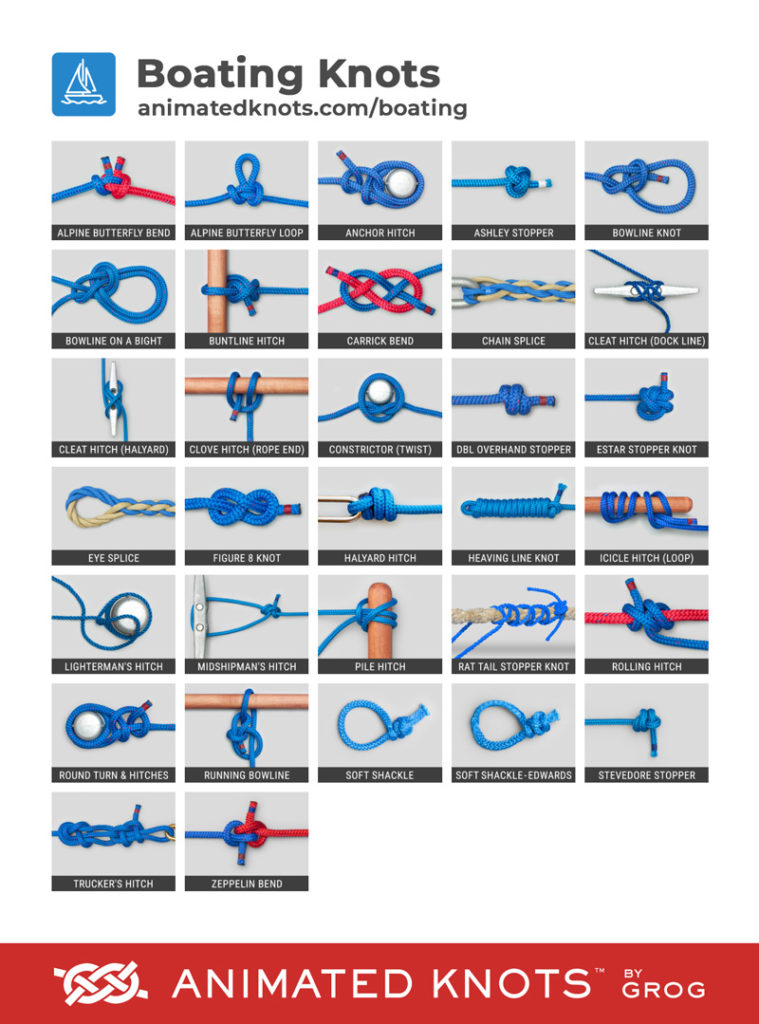 Boating Knots
animatedknots.com/boating
ALPINE BUTTERFLY BEND
ALPINE BUTTERFLY LOOP
ANCHOR HITCH
ASHLEY STOPPER
BOWLINE KNOT
BOWLINE ON A BIGHT
BUNTLINE HITCH
CARRICK BEND
CHAIN SPLICE
CLEAT HITCH (DOCK LINE)
CLEAT HITCH (HALYARD)
CLOVE HITCH (ROPE END)
CONSTRICTOR (TWIST)
DBL OVERHAND STOPPER
ESTAR STOPPER KNOT
EYE SPLICE
FIGURE 8 KNOT
HALYARD HITCH
HEAVING LINE KNOT
ICICLE HITCH (LOOP)
LIGHTERMAN'S HITCH
MIDSHIPMAN'S HITCH
PILE HITCH
RAT TAIL STOPPER KNOT
ROLLING HITCH
ROUND TURN & HITCHES
RUNNING BOWLINE
SOFT SHACKLE
SOFT SHACKLE-EDWARDS
STEVEDORE STOPPER
TRUCKER'S HITCH
ZEPPELIN BEND
ANIMATED KNOTS™ BY GROG